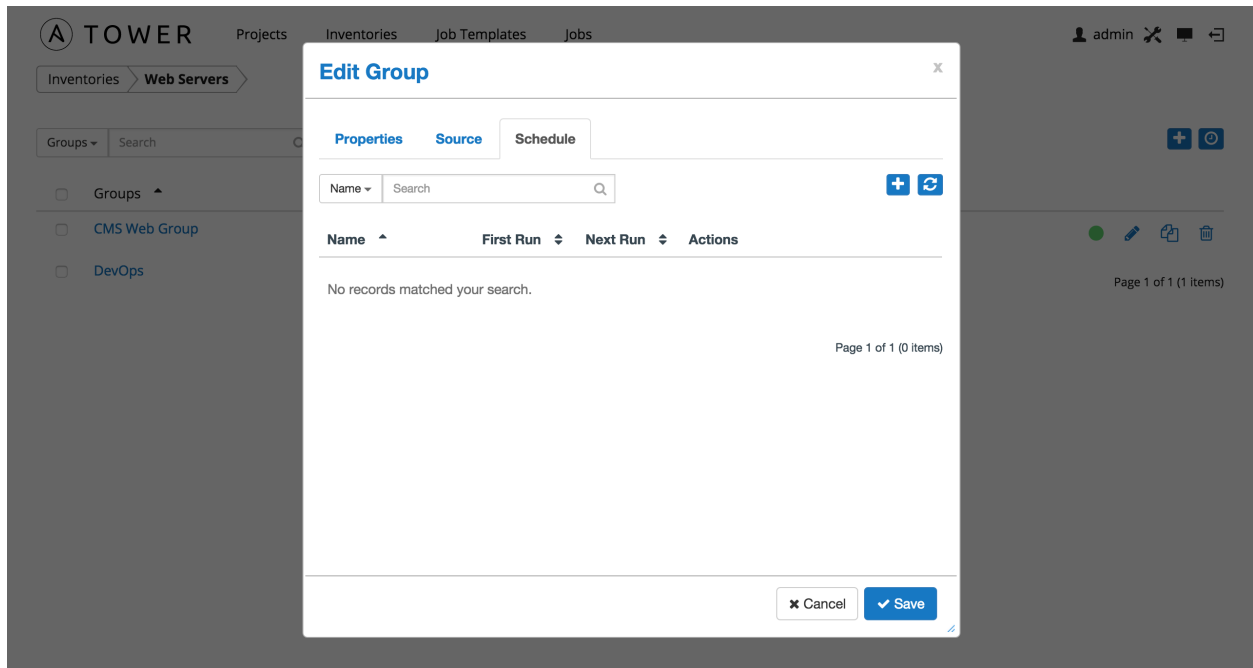 TOWER Projects Inventories Job Templates Jobs admin
Inventories Web Servers
Edit Group x
Groups Search
Properties Source Schedule
Name Search
Groups
Name First Run Next Run Actions
CMS Web Group
DevOps
No records matched your search.
Page 1 of 1 (1 items)
Page 1 of 1 (0 items)
Cancel Save